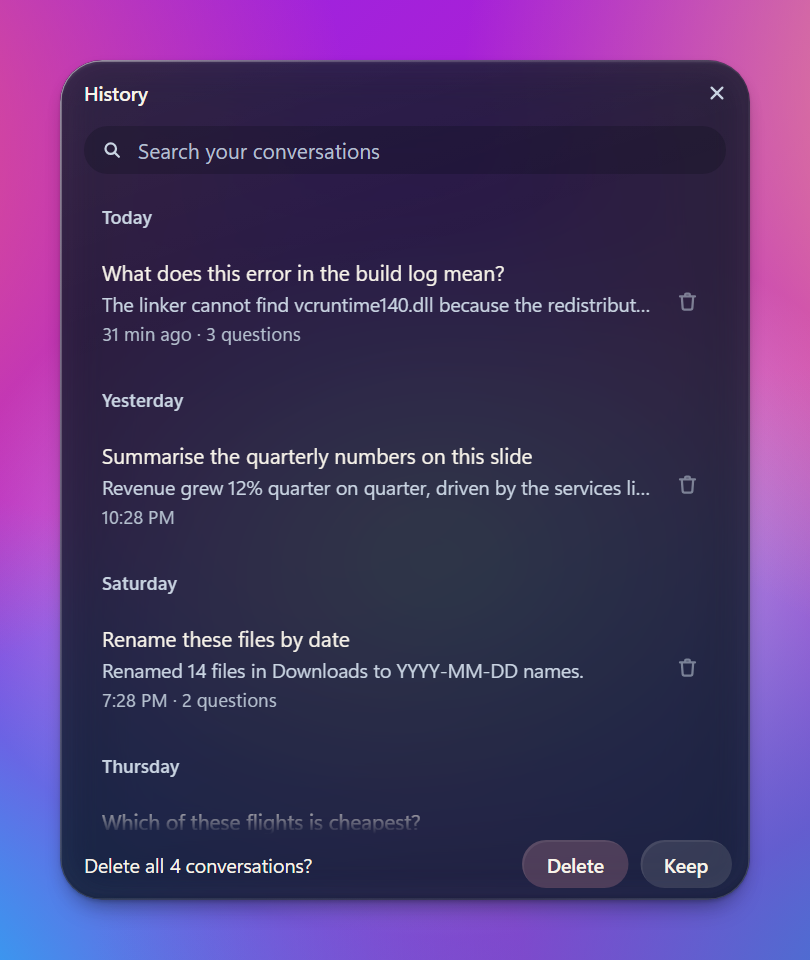 History
Search your conversations
Today
What does this error in the build log mean?
The linker cannot find vcruntime140.dll because the redistribut...
31 min ago · 3 questions
Yesterday
Summarise the quarterly numbers on this slide
Revenue grew 12% quarter on quarter, driven by the services li...
10:28 PM
Saturday
Rename these files by date
Renamed 14 files in Downloads to YYYY-MM-DD names.
7:28 PM · 2 questions
Thursday
Which of these flights is cheapest?
Delete all 4 conversations?
Delete
Keep